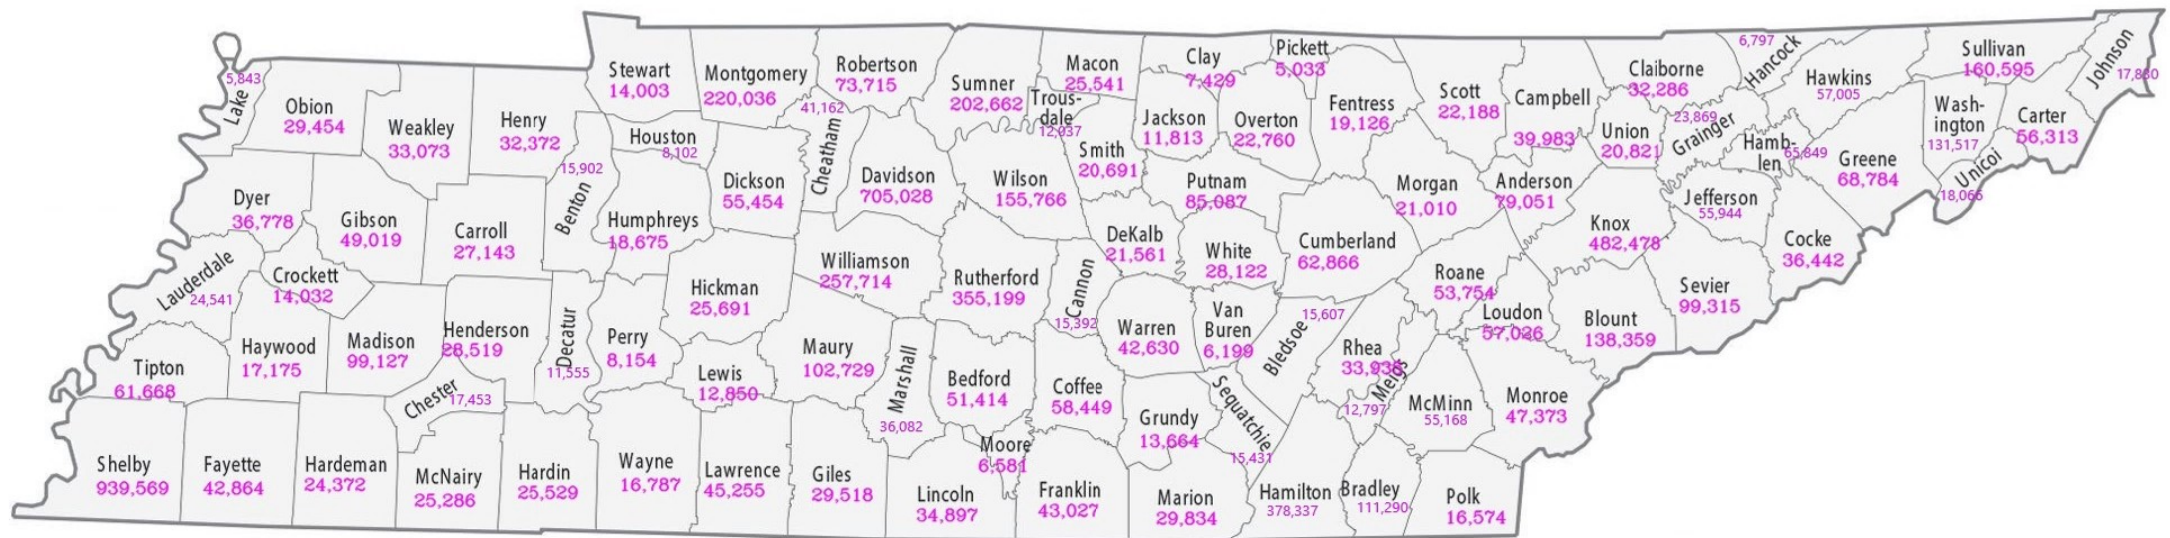 Lake
5,843
Obion
29,454
Weakley
33,073
Henry
32,372
Stewart
14,003
Montgomery
220,036
Robertson
73,715
Sumner
202,662
Macon
25,541
Clay
7,429
Pickett
5,033
Scott
22,188
Campbell
39,983
Claiborne
32,286
Hancock
6,797
Hawkins
57,005
Sullivan
160,595
Johnson
17,880
Carter
56,313
Wash-
ington
131,517
Unicoi
18,066
Greene
68,784
Hamb-
len
65,849
Grainger
23,869
Union
20,821
Fentress
19,126
Overton
22,760
Jackson
11,813
Trous-
dale
12,037
Smith
20,691
Wilson
155,766
Davidson
705,028
Cheatham
41,162
Dickson
55,454
Houston
8,102
Humphreys
18,675
Benton
15,902
Carroll
27,143
Gibson
49,019
Dyer
36,778
Lauderdale
24,541
Crockett
14,032
Haywood
17,175
Madison
99,127
Henderson
28,519
Decatur
11,555
Perry
8,154
Hickman
25,691
Williamson
257,714
Rutherford
355,199
Cannon
15,392
DeKalb
21,561
Putnam
85,087
White
28,122
Cumberland
62,866
Morgan
21,010
Anderson
79,051
Knox
482,478
Jefferson
55,944
Cocke
36,442
Sevier
99,315
Blount
138,359
Loudon
57,026
Roane
53,754
Rhea
33,936
Meigs
12,797
McMinn
55,168
Monroe
47,373
Bledsoe
15,607
Van
Buren
6,199
Warren
42,630
Coffee
58,449
Bedford
51,414
Marshall
36,082
Maury
102,729
Lewis
12,850
Chester
17,453
Tipton
61,668
Shelby
939,569
Fayette
42,864
Hardeman
24,372
McNairy
25,286
Hardin
25,529
Wayne
16,787
Lawrence
45,255
Giles
29,518
Lincoln
34,897
Moore
6,581
Franklin
43,027
Grundy
13,664
Sequatchie
15,431
Marion
29,834
Hamilton
378,337
Bradley
111,290
Polk
16,574